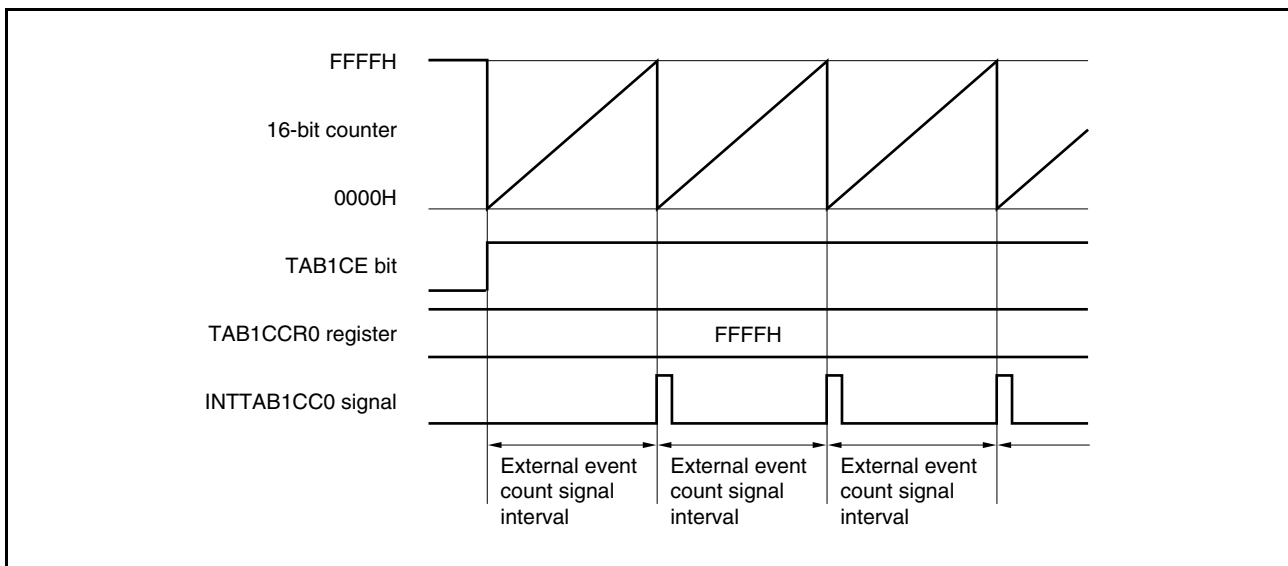 FFFFH
16-bit counter
0000H
TAB1CE bit
TAB1CCR0 register
FFFFH
INTTAB1CC0 signal
External event
count signal
interval
External event
count signal
interval
External event
count signal
interval